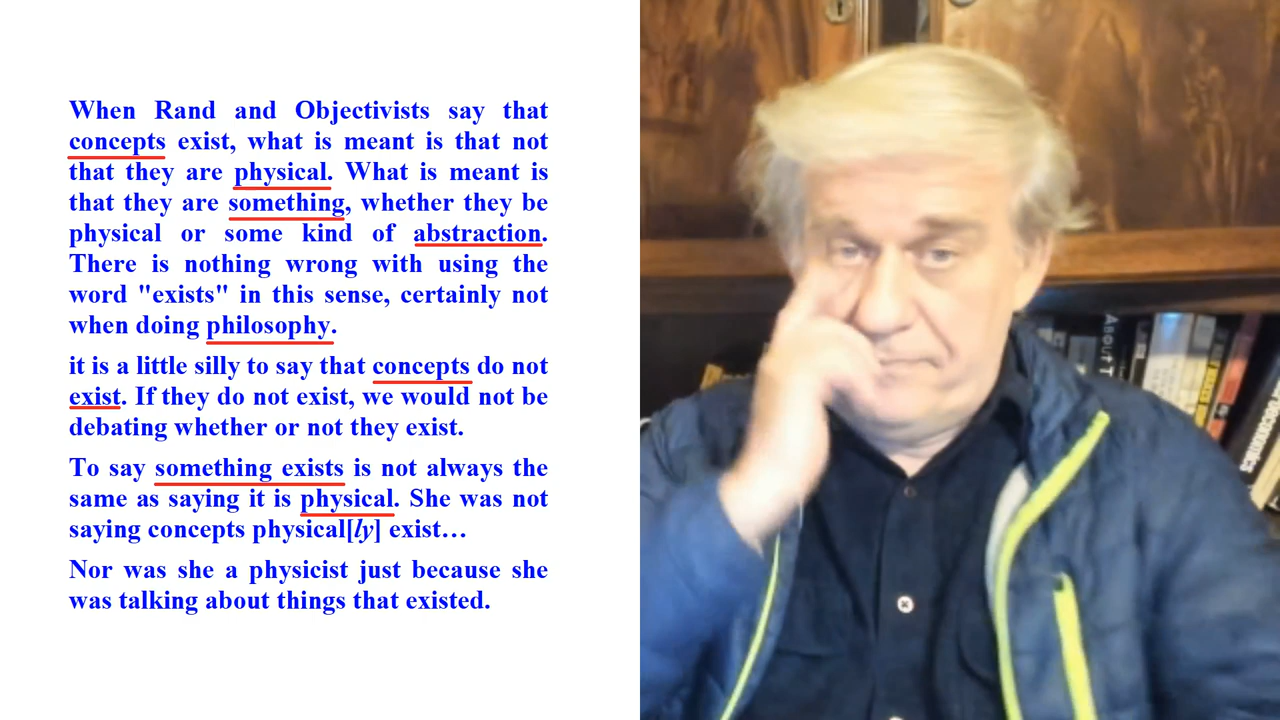 When Rand and Objectivists say that
concepts exist, what is meant is that not
that they are physical. What is meant is
that they are something, whether they be
physical or some kind of abstraction.
There is nothing wrong with using the
word "exists" in this sense, certainly not
when doing philosophy.
it is a little silly to say that concepts do not
exist. If they do not exist, we would not be
debating whether or not they exist.
To say something exists is not always the
same as saying it is physical. She was not
saying concepts physical[ly] exist…
Nor was she a physicist just because she
was talking about things that existed.
ABOUT